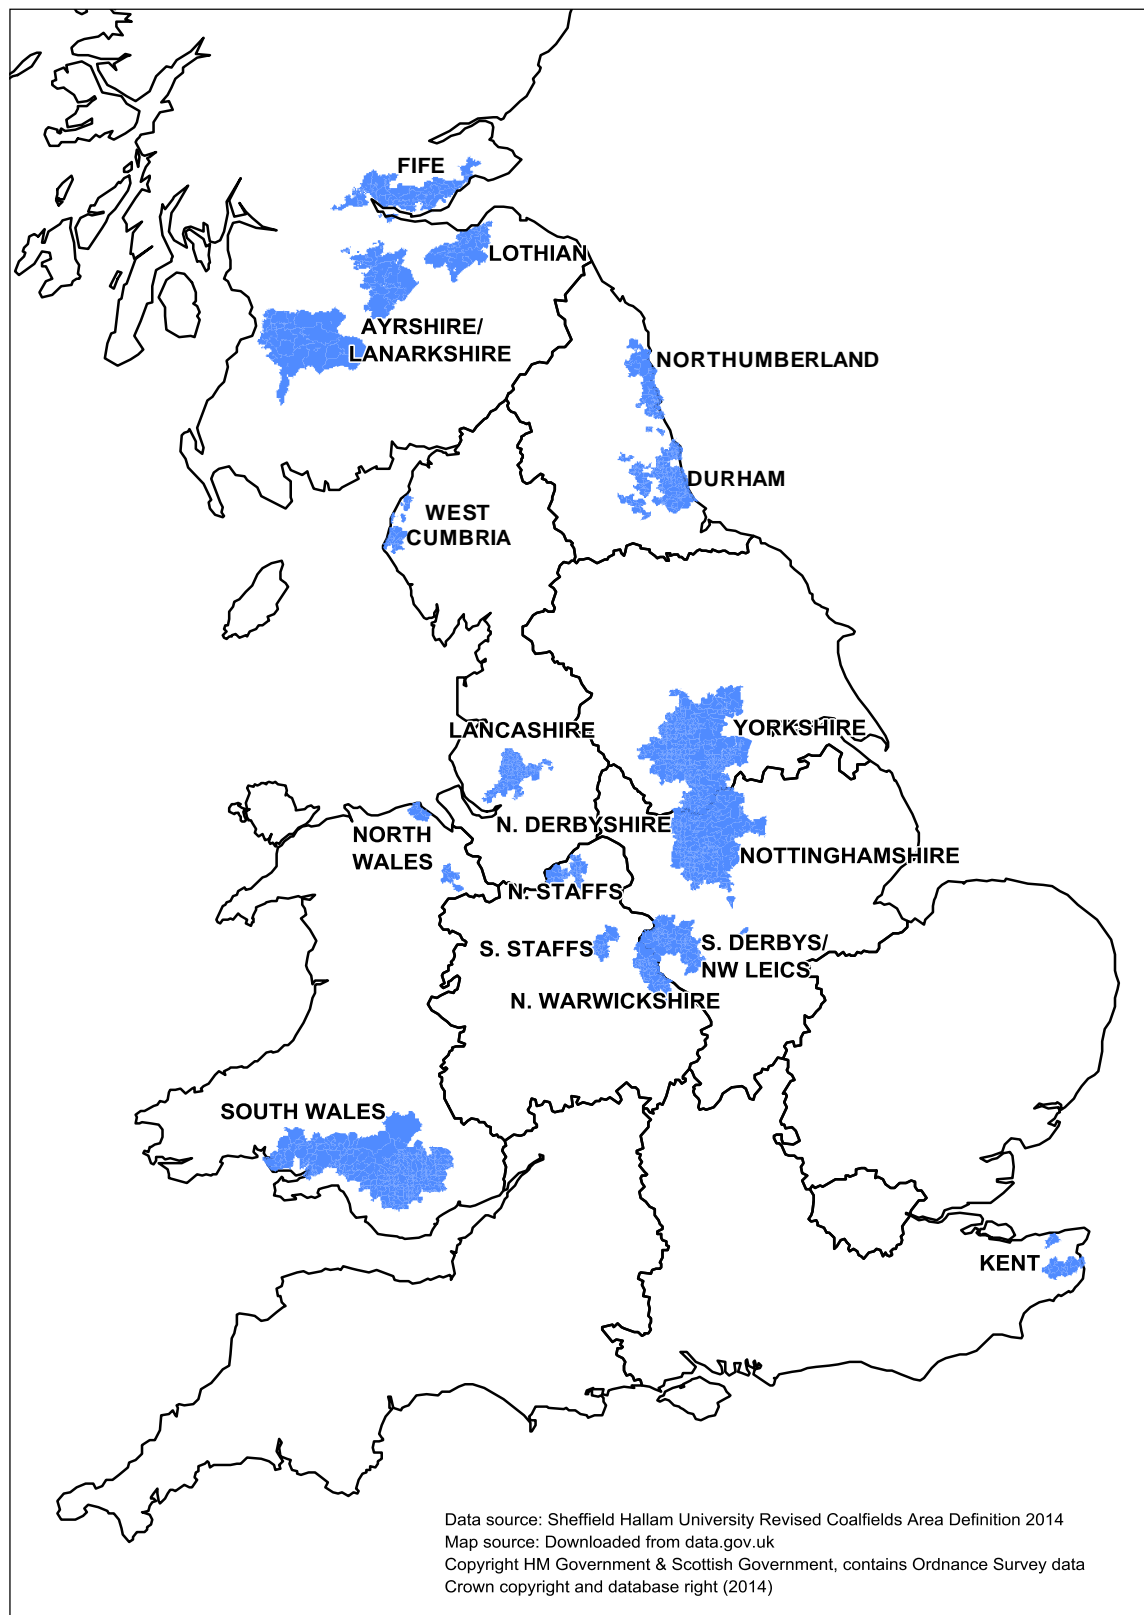 FIFE
LOTHIAN
AYRSHIRE/
LANARKSHIRE
NORTHUMBERLAND
DURHAM
WEST
CUMBRIA
LANCASHIRE
YORKSHIRE
N. DERBYSHIRE
NORTH
WALES
NOTTINGHAMSHIRE
N. STAFFS
S. STAFFS
S. DERBYS/
NW LEICS
N. WARWICKSHIRE
SOUTH WALES
KENT
Data source: Sheffield Hallam University Revised Coalfields Area Definition 2014
Map source: Downloaded from data.gov.uk
Copyright HM Government & Scottish Government, contains Ordnance Survey data
Crown copyright and database right (2014)